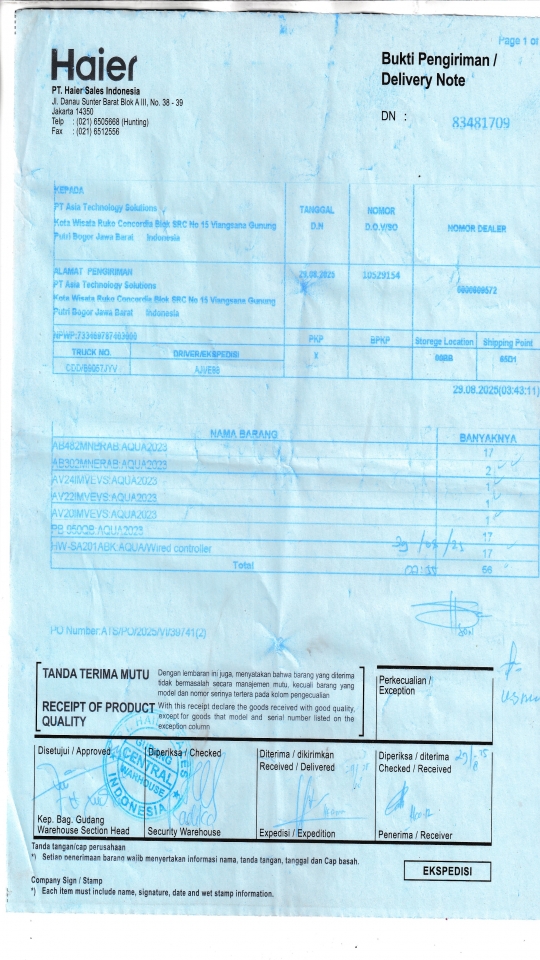 Page 1 of
Haier
Bukti Pengiriman /
Delivery Note
PT. Haier Sales Indonesia
Jl. Danau Sunter Barat Blok A III, No. 38 - 39
Jakarta 14350
Telp : (021) 6505668 (Hunting)
Fax : (021) 6512556
DN : 83481709
KEPADA
PT Asia Technology Solutions
Kota Wisata Ruko Concordia Blok SRC No 15 Viangsana Gunung
Putri Bogor Jawa Barat Indonesia
TANGGAL
D.N
NOMOR
D.O.V/SO
NOMOR DEALER
ALAMAT PENGIRIMAN
PT Asia Technology Solutions
Kota Wisata Ruko Concordia Blok SRC No 15 Viangsana Gunung
Putri Bogor Jawa Barat Indonesia
29.08.2025
10529154
TRUCK NO.
DRIVER/EKSPEDISI
PKP
X
BPKP
Storege Location
Shipping Point
29.08.2025(03:43:11)
NAMA BARANG
BANYAKNYA
AB482MNERAB:AQUA2023 17
AB302MNERAB:AQUA2023 2
AV24IMVEVS:AQUA2023 1
AV22IMVEVS:AQUA2023 1
AV20IMVEVS:AQUA2023 1
PB-950QB:AQUA2023 17
HW-SA201ABK:AQUA/Wired controller 17
Total 56
PO Number:ATS/PO/2025/VI/39741(2)
TANDA TERIMA MUTU
Dengan lembaran ini juga, menyatakan bahwa barang yang diterima
tidak bermasalah secara manajemen mutu, kecuali barang yang
model dan nomor serinya tertera pada kolom pengecualian
RECEIPT OF PRODUCT
QUALITY
With this receipt declare the goods received with good quality,
except for goods that model and serial number listed on the
exception column
Perkecualian /
Exception
Disetujui / Approved
Diperiksa / Checked
Diterima / dikirimkan
Received / Delivered
Diperiksa / diterima
Checked / Received
CENTRAL
WAREHOUSE
INDONESIA
Kep. Bag. Gudang
Warehouse Section Head
Security Warehouse
Expedisi / Expedition
Penerima / Receiver
Tanda tangan/cap perusahaan
*) Setiap penerimaan barang wajib menyertakan informasi nama, tanda tangan, tanggal dan Cap basah.
EKSPEDISI
Company Sign / Stamp
*) Each item must include name, signature, date and wet stamp information.